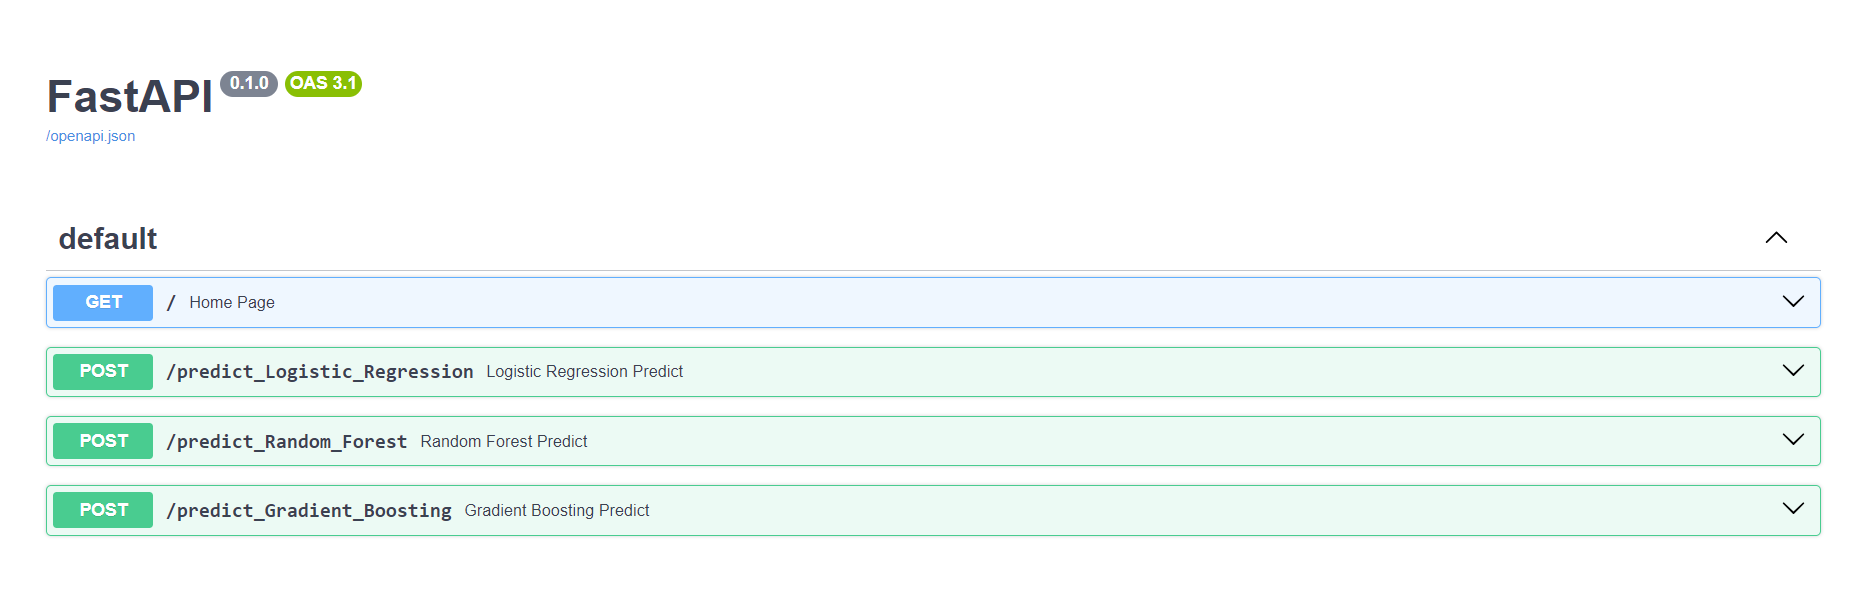 FastAPI 0.1.0 OAS 3.1
/openapi.json
default
GET / Home Page
POST /predict_Logistic_Regression Logistic Regression Predict
POST /predict_Random_Forest Random Forest Predict
POST /predict_Gradient_Boosting Gradient Boosting Predict